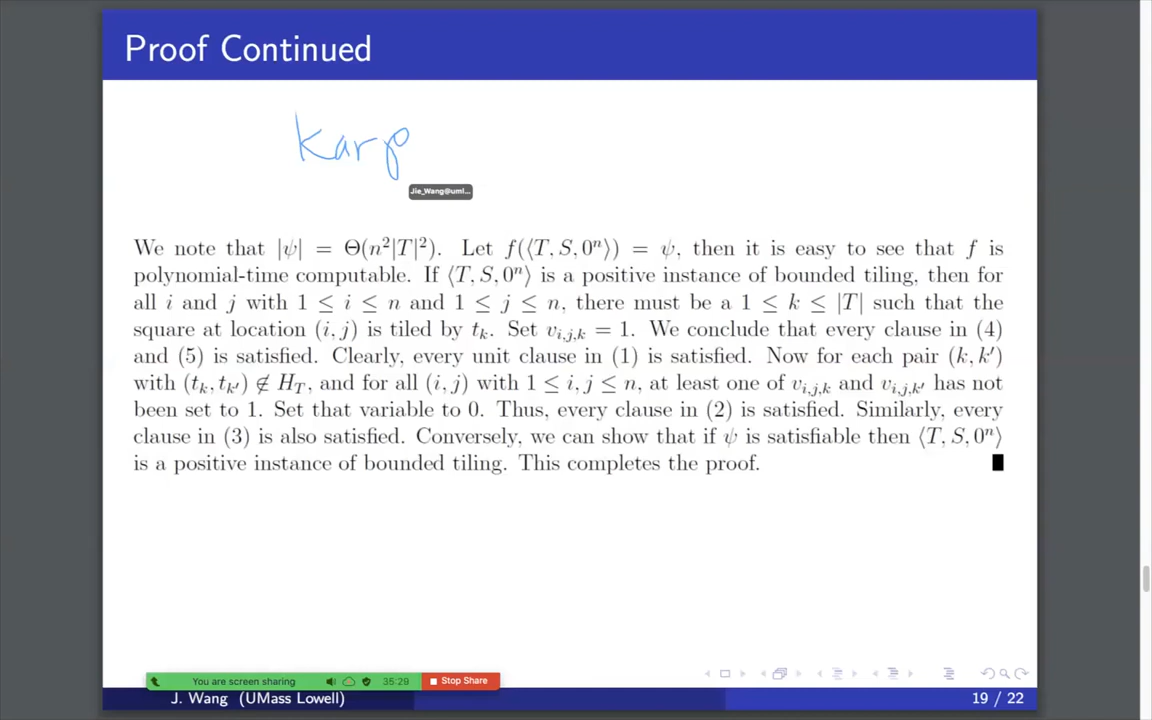 Proof Continued
Karp
Jie_Wang@uml...
We note that |ψ| = Θ(n²|T|²). Let f(⟨T, S, 0ⁿ⟩) = ψ, then it is easy to see that f is
polynomial-time computable. If ⟨T, S, 0ⁿ⟩ is a positive instance of bounded tiling, then for
all i and j with 1 ≤ i ≤ n and 1 ≤ j ≤ n, there must be a 1 ≤ k ≤ |T| such that the
square at location (i, j) is tiled by t_k. Set v_{i,j,k} = 1. We conclude that every clause in (4)
and (5) is satisfied. Clearly, every unit clause in (1) is satisfied. Now for each pair (k, k′)
with (t_k, t_{k′}) ∉ H_T, and for all (i, j) with 1 ≤ i, j ≤ n, at least one of v_{i,j,k} and v_{i,j,k′} has not
been set to 1. Set that variable to 0. Thus, every clause in (2) is satisfied. Similarly, every
clause in (3) is also satisfied. Conversely, we can show that if ψ is satisfiable then ⟨T, S, 0ⁿ⟩
is a positive instance of bounded tiling. This completes the proof. ■
You are screen sharing 35:29 Stop Share
J. Wang (UMass Lowell) 19 / 22